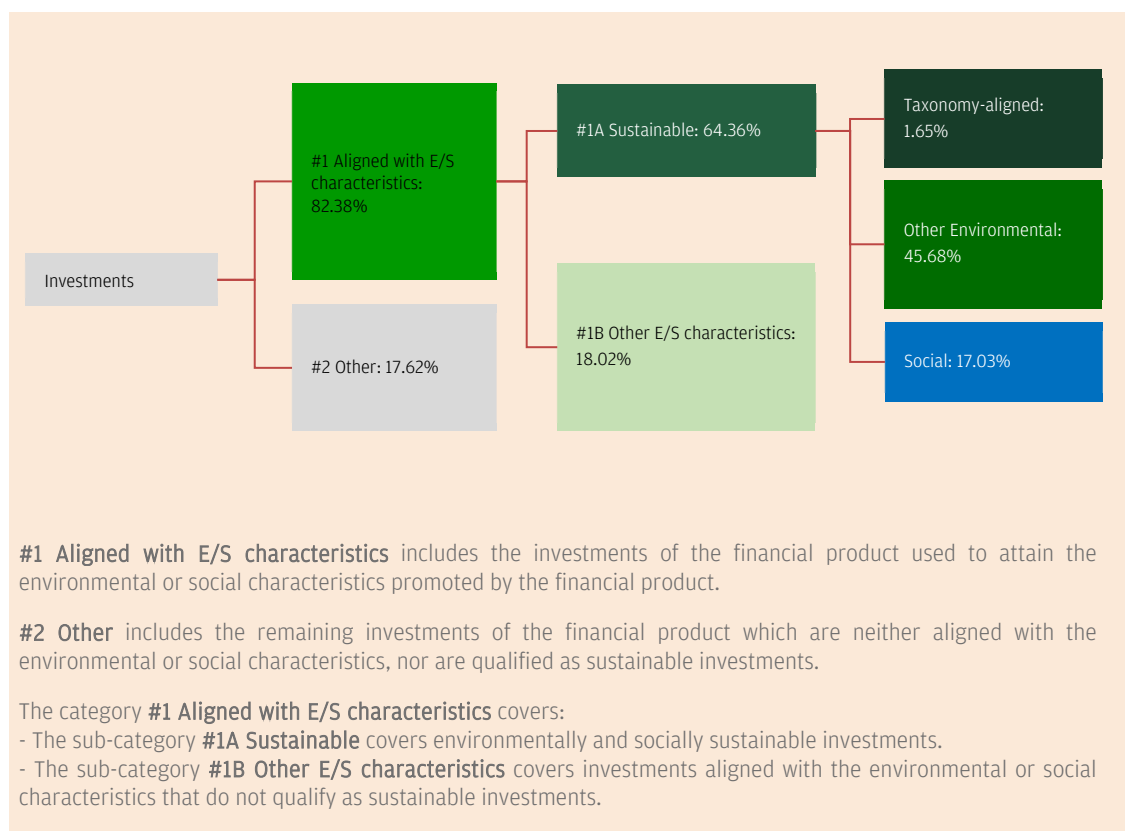 Investments
#1 Aligned with E/S
characteristics:
82.38%
#2 Other: 17.62%
#1A Sustainable: 64.36%
#1B Other E/S characteristics:
18.02%
Taxonomy-aligned:
1.65%
Other Environmental:
45.68%
Social: 17.03%
#1 Aligned with E/S characteristics includes the investments of the financial product used to attain the
environmental or social characteristics promoted by the financial product.
#2 Other includes the remaining investments of the financial product which are neither aligned with the
environmental or social characteristics, nor are qualified as sustainable investments.
The category #1 Aligned with E/S characteristics covers:
- The sub-category #1A Sustainable covers environmentally and socially sustainable investments.
- The sub-category #1B Other E/S characteristics covers investments aligned with the environmental or social
characteristics that do not qualify as sustainable investments.